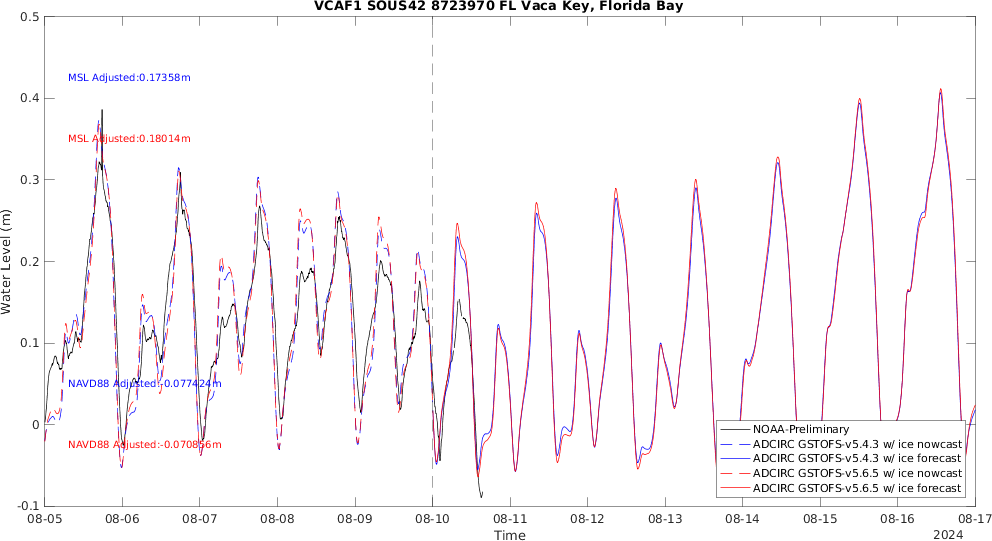 VCAF1 SOUS42 8723970 FL Vaca Key, Florida Bay
0.5
0.4
0.3
0.2
0.1
0
-0.1
Water Level (m)
MSL Adjusted:0.17358m
MSL Adjusted:0.18014m
NAVD88 Adjusted:-0.077424m
NAVD88 Adjusted:-0.070856m
NOAA-Preliminary
ADCIRC GSTOFS-v5.4.3 w/ ice nowcast
ADCIRC GSTOFS-v5.4.3 w/ ice forecast
ADCIRC GSTOFS-v5.6.5 w/ ice nowcast
ADCIRC GSTOFS-v5.6.5 w/ ice forecast
08-05 08-06 08-07 08-08 08-09 08-10 08-11 08-12 08-13 08-14 08-15 08-16 08-17
Time
2024